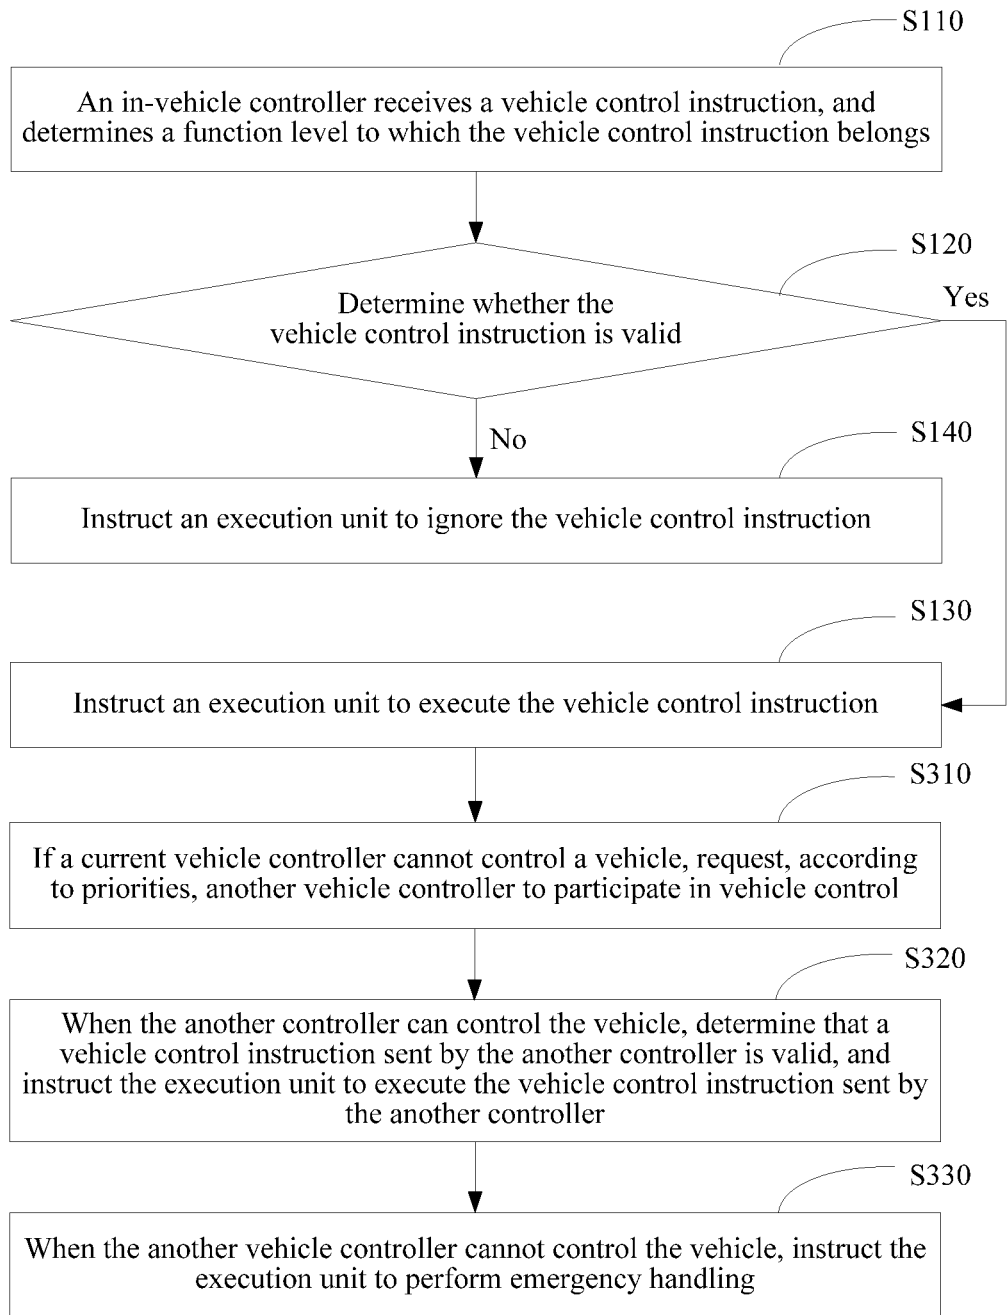 S110
An in-vehicle controller receives a vehicle control instruction, and
determines a function level to which the vehicle control instruction belongs
S120
Yes
Determine whether the
vehicle control instruction is valid
No
S140
Instruct an execution unit to ignore the vehicle control instruction
S130
Instruct an execution unit to execute the vehicle control instruction
S310
If a current vehicle controller cannot control a vehicle, request, according
to priorities, another vehicle controller to participate in vehicle control
S320
When the another controller can control the vehicle, determine that a
vehicle control instruction sent by the another controller is valid, and
instruct the execution unit to execute the vehicle control instruction sent by
the another controller
S330
When the another vehicle controller cannot control the vehicle, instruct the
execution unit to perform emergency handling